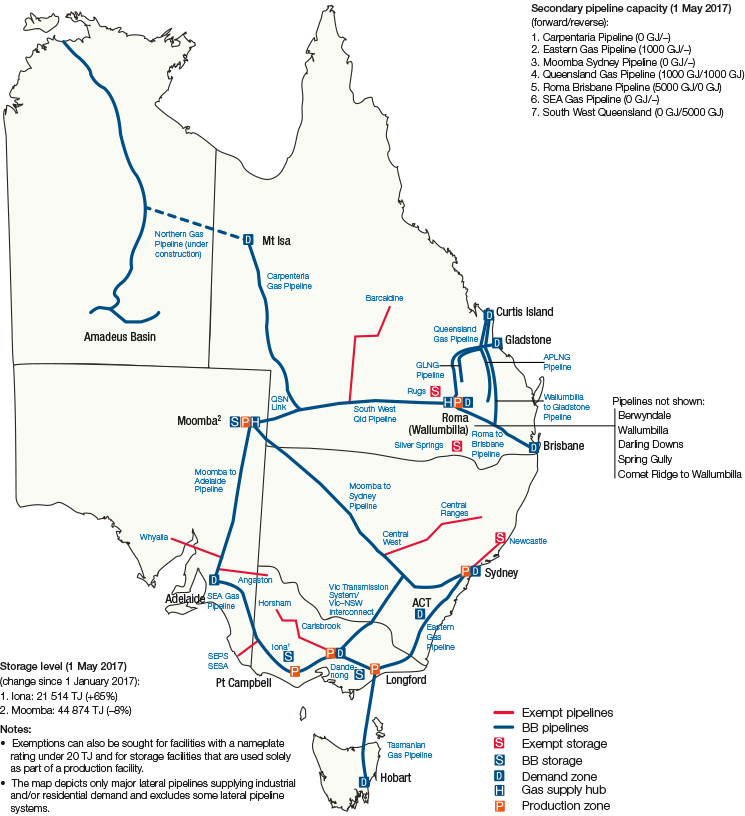 Secondary pipeline capacity (1 May 2017)
(forward/reverse):
1. Carpentaria Pipeline (0 GJ/–)
2. Eastern Gas Pipeline (1000 GJ/–)
3. Moomba Sydney Pipeline (0 GJ/–)
4. Queensland Gas Pipeline (1000 GJ/1000 GJ)
5. Roma Brisbane Pipeline (5000 GJ/0 GJ)
6. SEA Gas Pipeline (0 GJ/–)
7. South West Queensland (0 GJ/5000 GJ)
Northern Gas
Pipeline (under
construction)
D
Mt Isa
Carpenteria
Gas Pipeline
Amadeus Basin
Barcaldine
D
Curtis Island
Queensland
Gas Pipeline
D
Gladstone
GLNG
Pipeline
APLNG
Pipeline
Rugs
S
QSN
Link
South West
Qld Pipeline
H P D
Roma
(Wallumbilla)
Wallumbilla
to Gladstone
Pipeline
Pipelines not shown:
Berwyndale
Wallumbilla
Darling Downs
Spring Gully
Comet Ridge to Wallumbilla
Moomba2
S P H
Silver Springs
S
Roma to
Brisbane
Pipeline
D
Brisbane
Moomba to
Adelaide
Pipeline
Moomba to
Sydney
Pipeline
Central
Ranges
Central
West
Whyalla
S
Newcastle
P D
Sydney
D
Adelaide
Angaston
SEA Gas
Pipeline
Horsham
Carisbrook
Vic Transmission
System/
Vic–NSW
Interconnect
ACT
D
Eastern
Gas
Pipeline
SEPS
SESA
Iona1
S
P D
Dande-
nong
S
P
P
Pt Campbell
Longford
Storage level (1 May 2017)
(change since 1 January 2017):
1. Iona: 21 514 TJ (+65%)
2. Moomba: 44 874 TJ (–8%)
Notes:
• Exemptions can also be sought for facilities with a nameplate
rating under 20 TJ and for storage facilities that are used solely
as part of a production facility.
• The map depicts only major lateral pipelines supplying industrial
and/or residential demand and excludes some lateral pipeline
systems.
Tasmanian
Gas Pipeline
D
Hobart
Exempt pipelines
BB pipelines
S Exempt storage
S BB storage
D Demand zone
H Gas supply hub
P Production zone